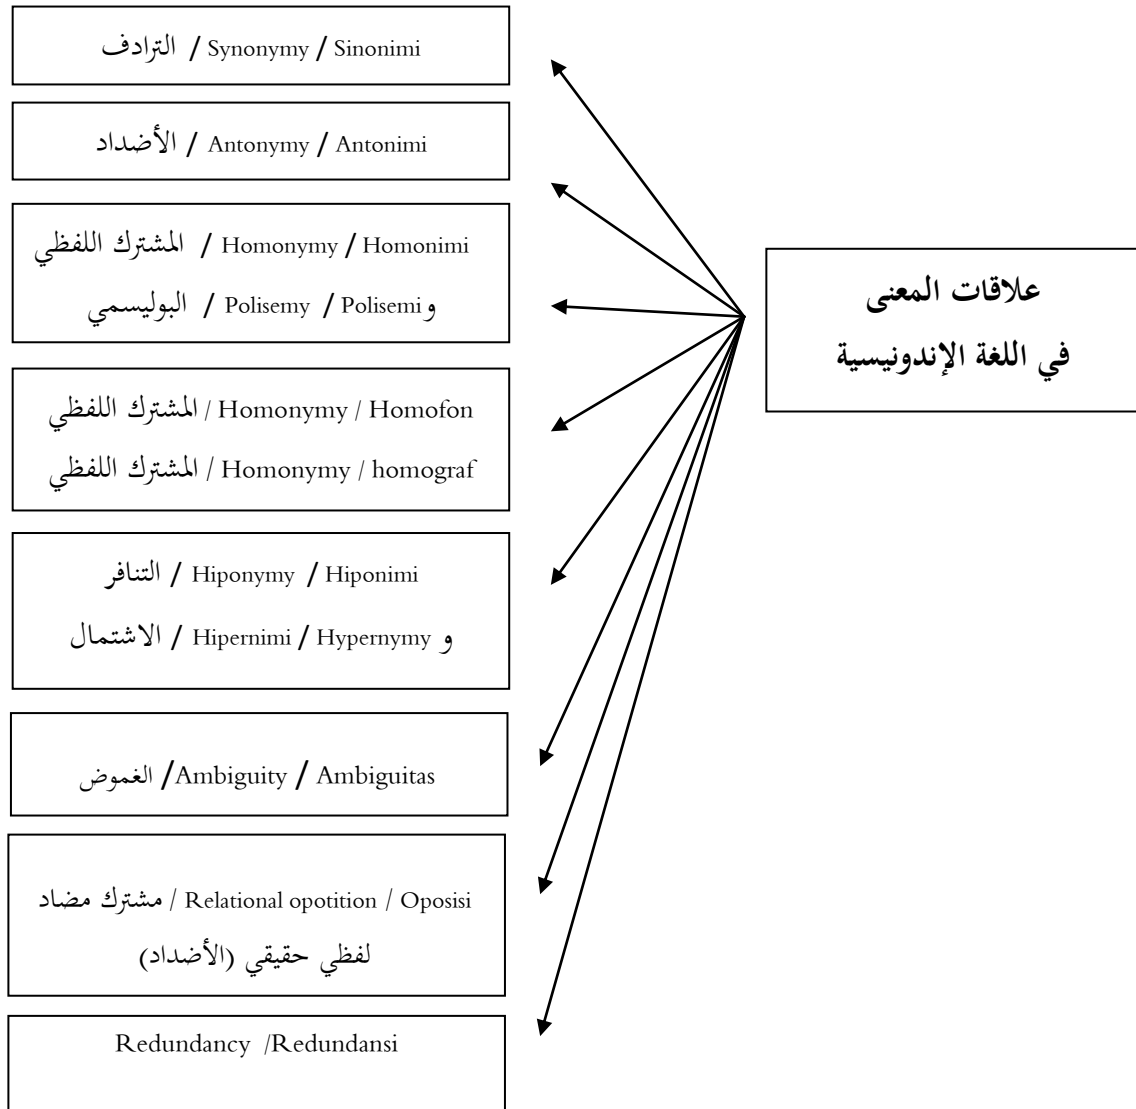 علاقات المعنى
في اللغة الإندونيسية
الترادف / Synonymy / Sinonimi
الأضداد / Antonymy / Antonimi
المشترك اللفظي / Homonymy / Homonimi
و Polisemy / Polisemi / البوليسمي
المشترك اللفظي / Homonymy / Homofon
المشترك اللفظي / Homonymy / homograf
التنافر / Hiponymy / Hiponimi
و Hipernimi / Hypernymy / الاشتمال
الغموض /Ambiguity / Ambiguitas
مشترك مضاد / Relational opotition / Oposisi
لفظي حقيقي (الأضداد)
Redundancy /Redundansi